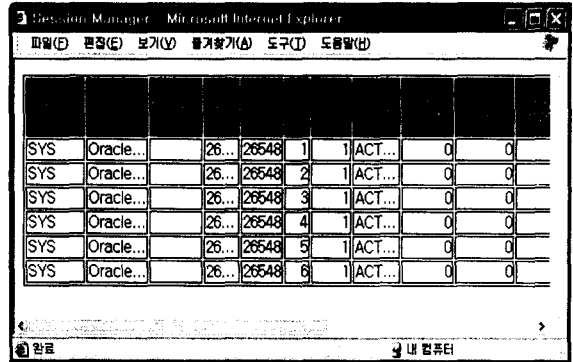 Session Manager - Microsoft Internet Explorer
파일(F) 편집(E) 보기(V) 즐겨찾기(A) 도구(T) 도움말(H)
SYS Oracle... 26... 26548 1 1 ACT... 0 0
SYS Oracle... 26... 26548 2 1 ACT... 0 0
SYS Oracle... 26... 26548 3 1 ACT... 0 0
SYS Oracle... 26... 26548 4 1 ACT... 0 0
SYS Oracle... 26... 26548 5 1 ACT... 0 0
SYS Oracle... 26... 26548 6 1 ACT... 0 0
완료 내 컴퓨터